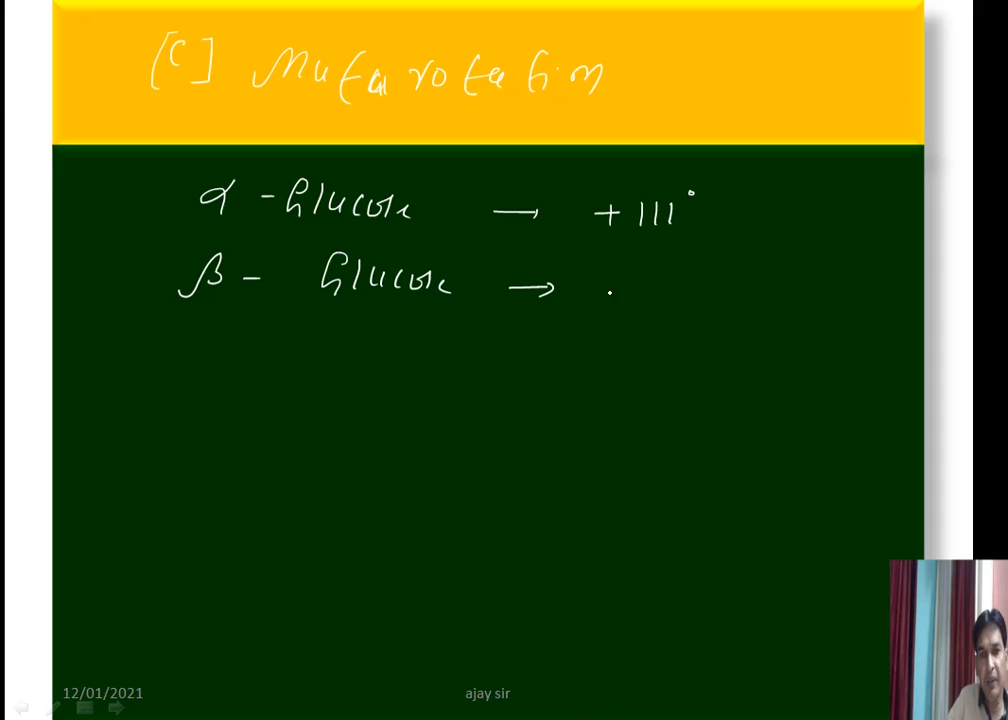 [C] Mutarotation
α - Glucose → + 111°
β - Glucose →
12/01/2021
ajay sir